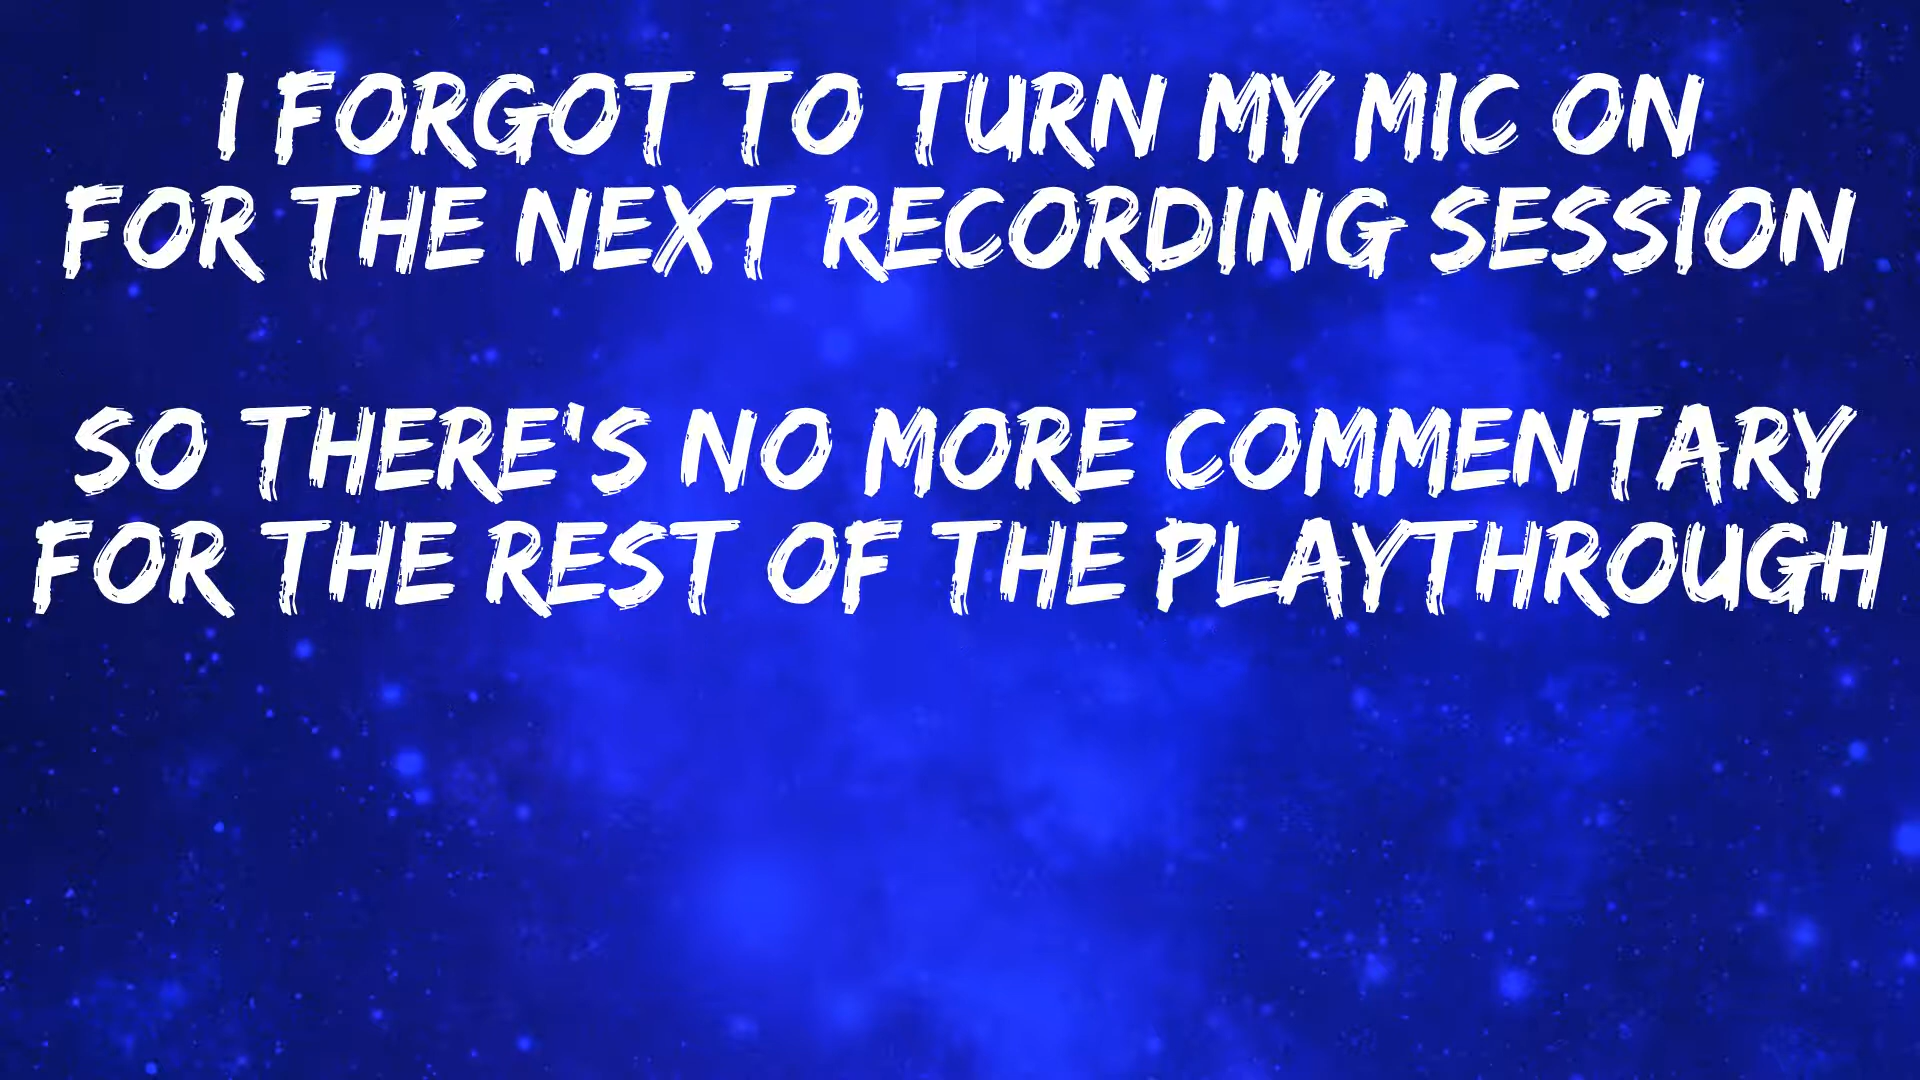 I FORGOT TO TURN MY MIC ON
FOR THE NEXT RECORDING SESSION
SO THERE'S NO MORE COMMENTARY
FOR THE REST OF THE PLAYTHROUGH